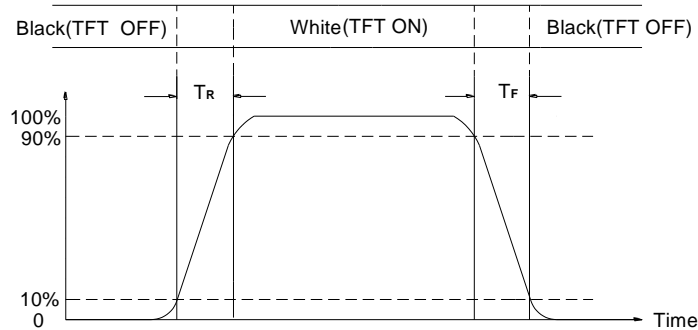 Black(TFT OFF) White(TFT ON) Black(TFT OFF)
TR TF
100%
90%
10%
0
Time